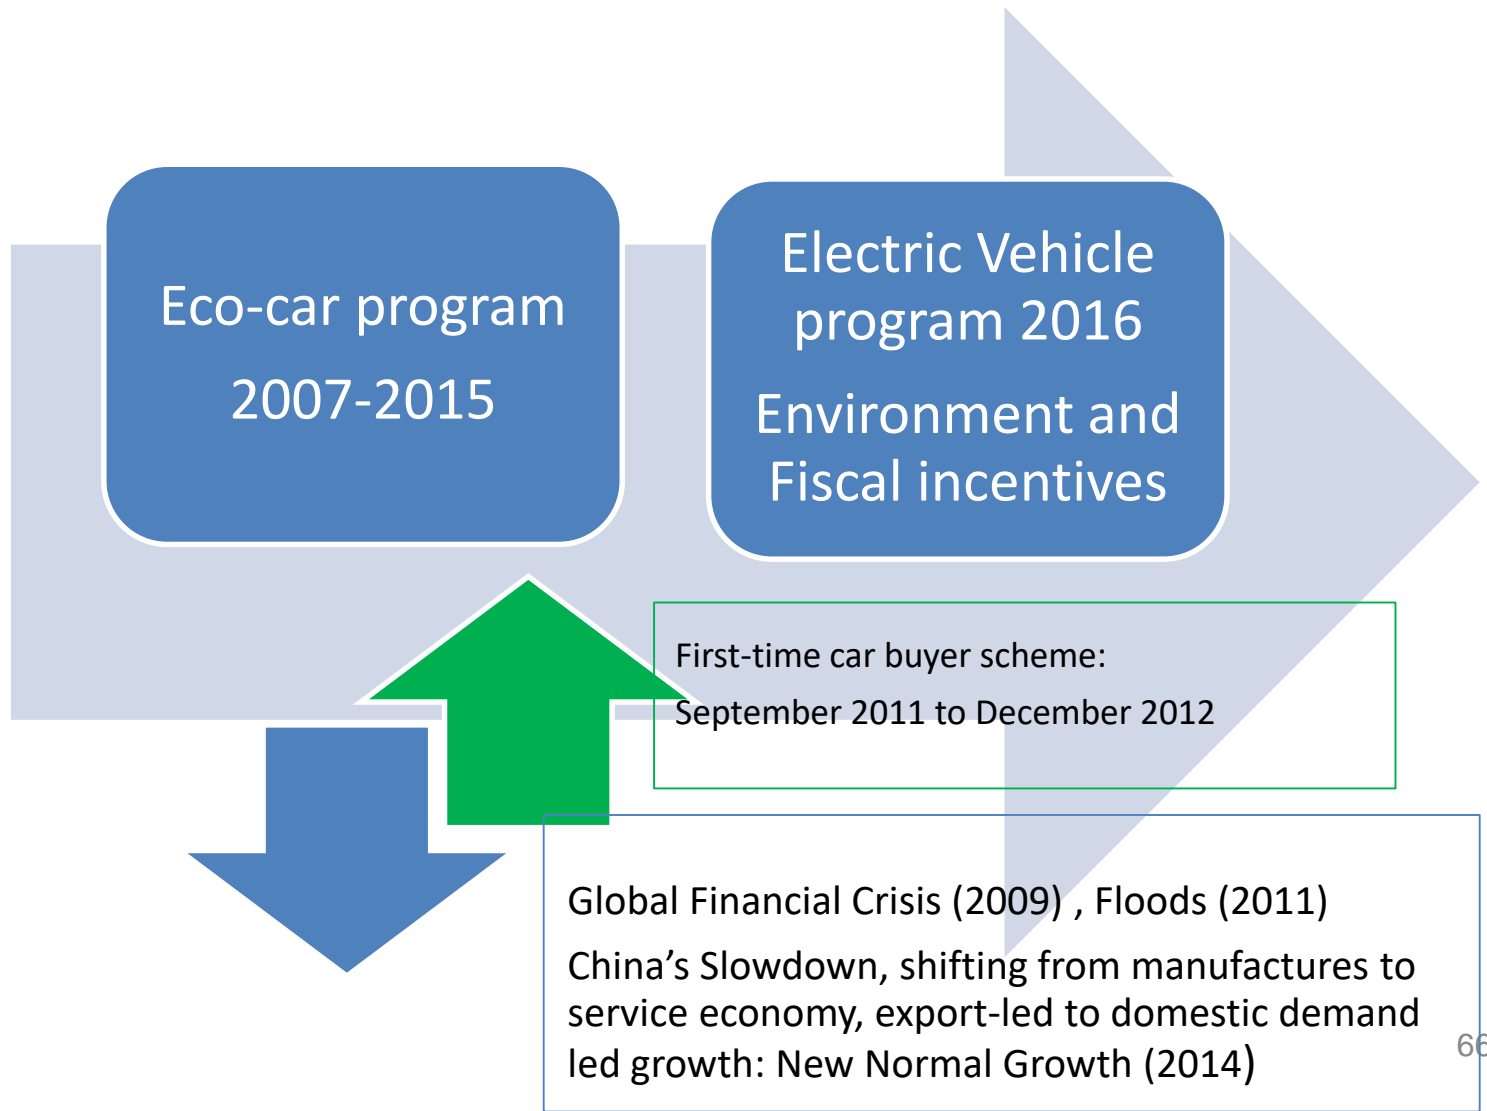 Eco-car program
2007-2015
Electric Vehicle
program 2016
Environment and
Fiscal incentives
First-time car buyer scheme:
September 2011 to December 2012
Global Financial Crisis (2009) , Floods (2011)
China’s Slowdown, shifting from manufactures to
service economy, export-led to domestic demand
led growth: New Normal Growth (2014)
66